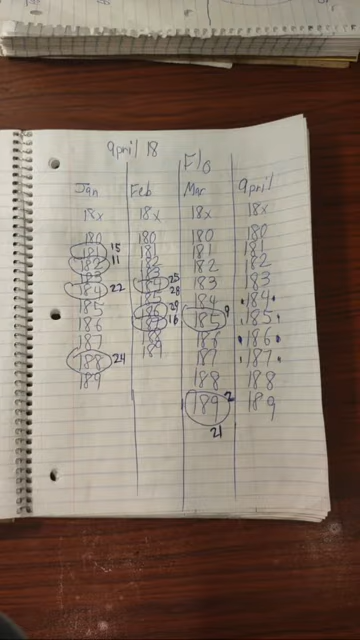 April 18
Fl6
Jan Feb Mar April
18x 18x 18x 18x
180 180 180 180
181 15 181 181 181
182 11 182 182 182
183 183 183 183
184 22 184 25 184 184
185 185 28 185 9 185
186 186 29 186 186
187 187 16 187 187
188 24 188 188 188
189 189 189 2 189
21